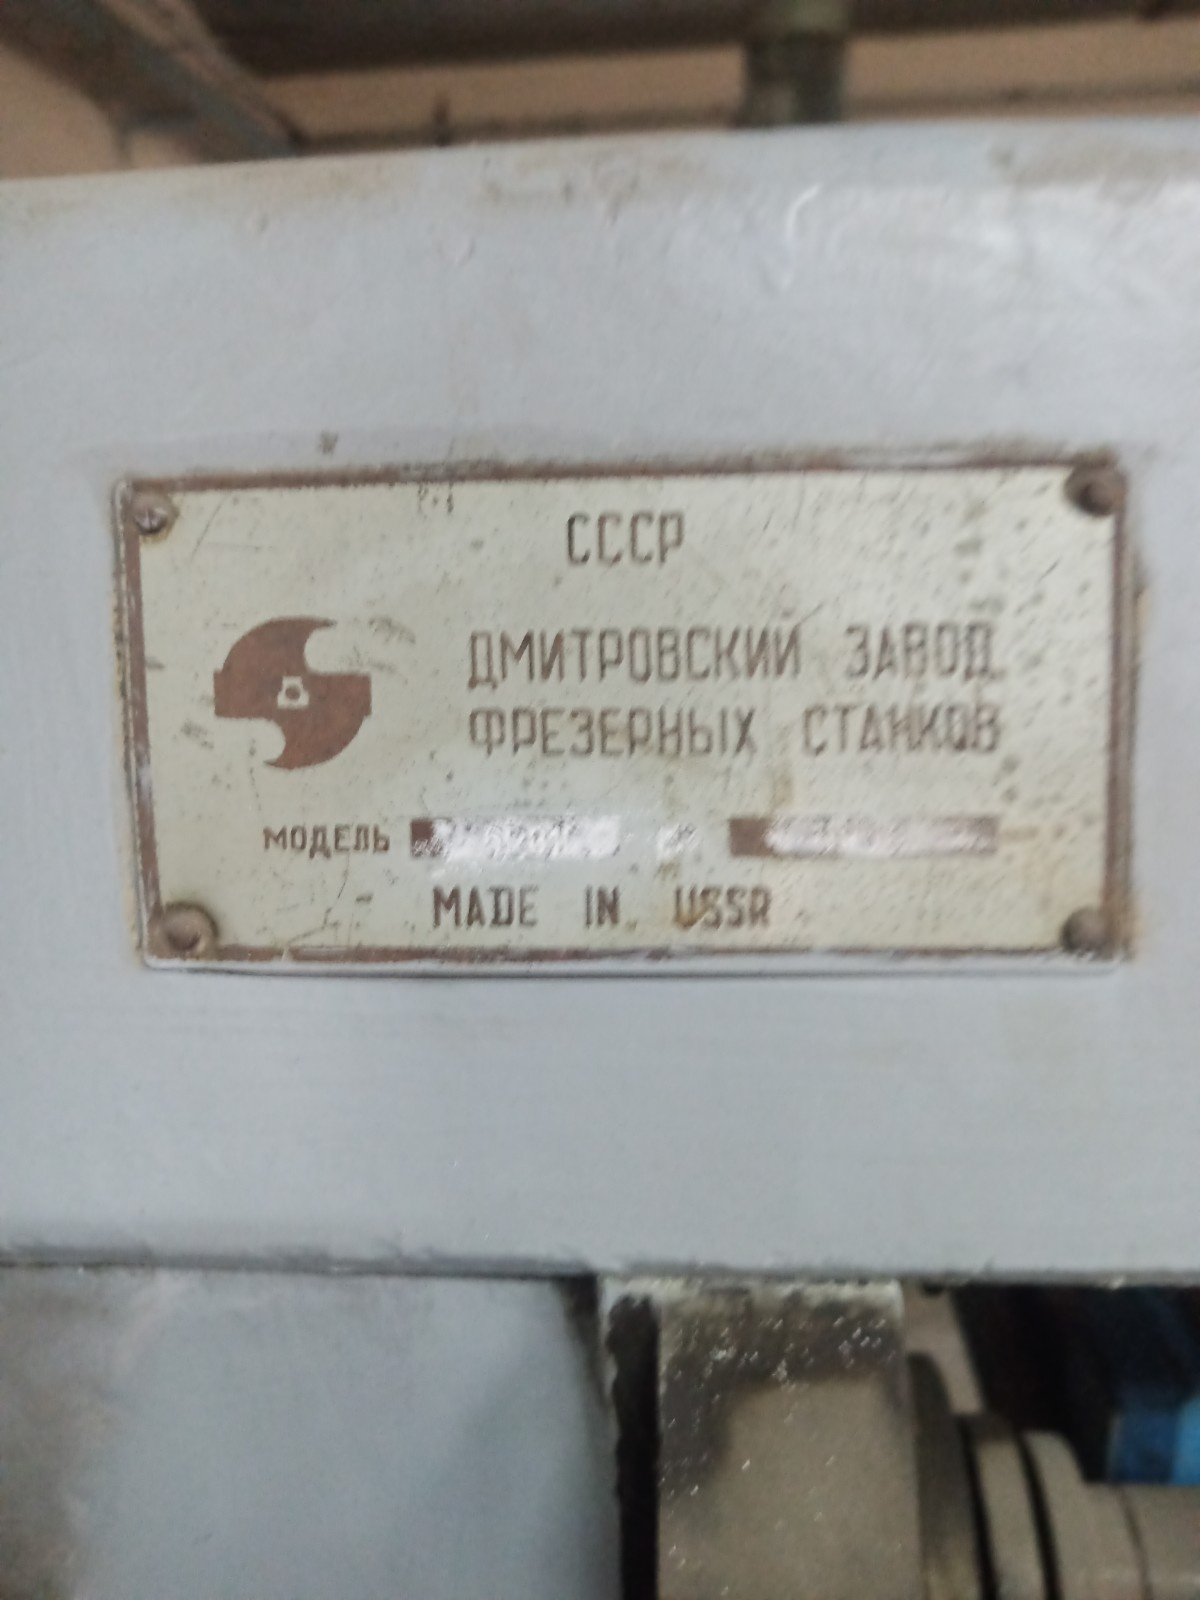 СССР
ДМИТРОВСКИЙ ЗАВОД
ФРЕЗЕРНЫХ СТАНКОВ
МОДЕЛЬ
MADE IN USSR